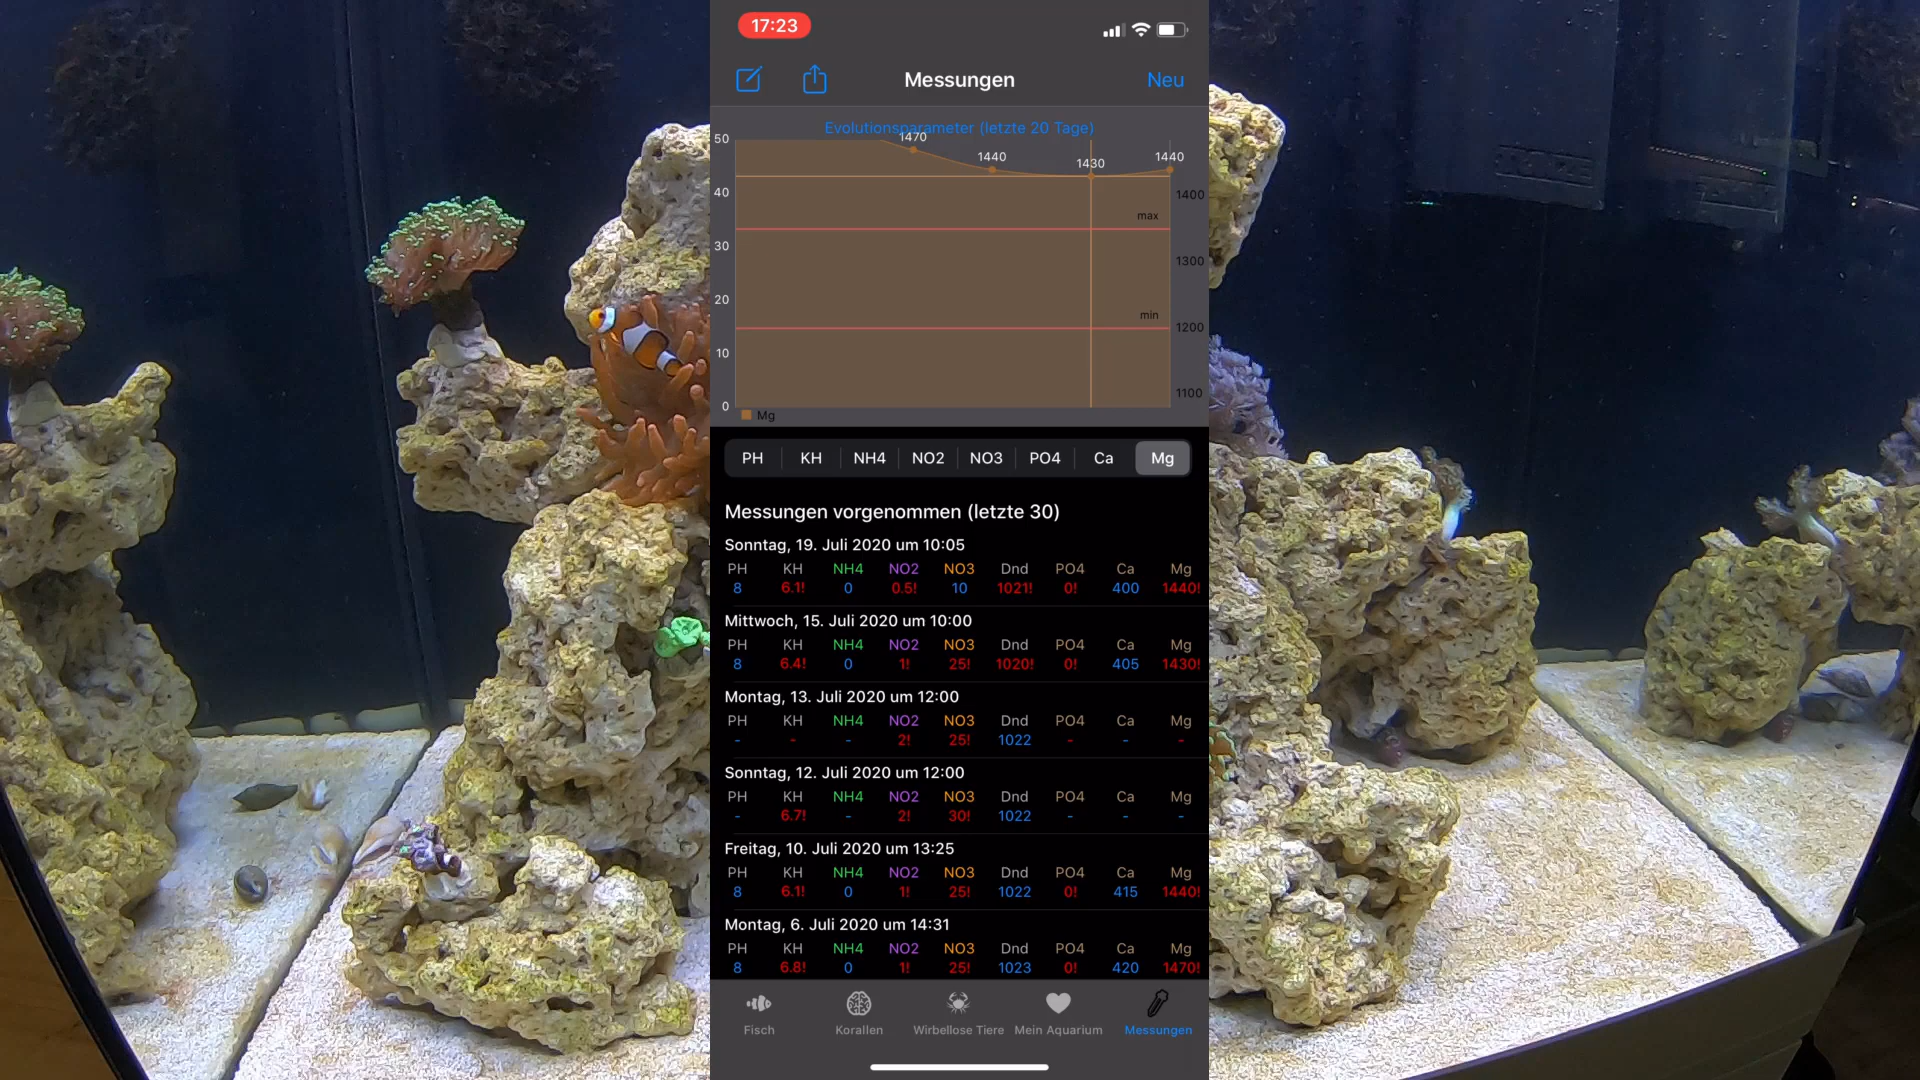 17:23
Messungen
Neu
Evolutionsparameter (letzte 20 Tage)
50
40
30
20
10
0
1470
1440
1430
1440
max
min
1400
1300
1200
1100
Mg
PH KH NH4 NO2 NO3 PO4 Ca Mg
Messungen vorgenommen (letzte 30)
Sonntag, 19. Juli 2020 um 10:05
PH KH NH4 NO2 NO3 Dnd PO4 Ca Mg
8 6.1! 0 0.5! 10 1021! 0! 400 1440!
Mittwoch, 15. Juli 2020 um 10:00
PH KH NH4 NO2 NO3 Dnd PO4 Ca Mg
8 6.4! 0 1! 25! 1020! 0! 405 1430!
Montag, 13. Juli 2020 um 12:00
PH KH NH4 NO2 NO3 Dnd PO4 Ca Mg
- - - 2! 25! 1022 - - -
Sonntag, 12. Juli 2020 um 12:00
PH KH NH4 NO2 NO3 Dnd PO4 Ca Mg
- 6.7! - 2! 30! 1022 - - -
Freitag, 10. Juli 2020 um 13:25
PH KH NH4 NO2 NO3 Dnd PO4 Ca Mg
8 6.1! 0 1! 25! 1022 0! 415 1440!
Montag, 6. Juli 2020 um 14:31
PH KH NH4 NO2 NO3 Dnd PO4 Ca Mg
8 6.8! 0 1! 25! 1023 0! 420 1470!
Fisch Korallen Wirbellose Tiere Mein Aquarium Messungen